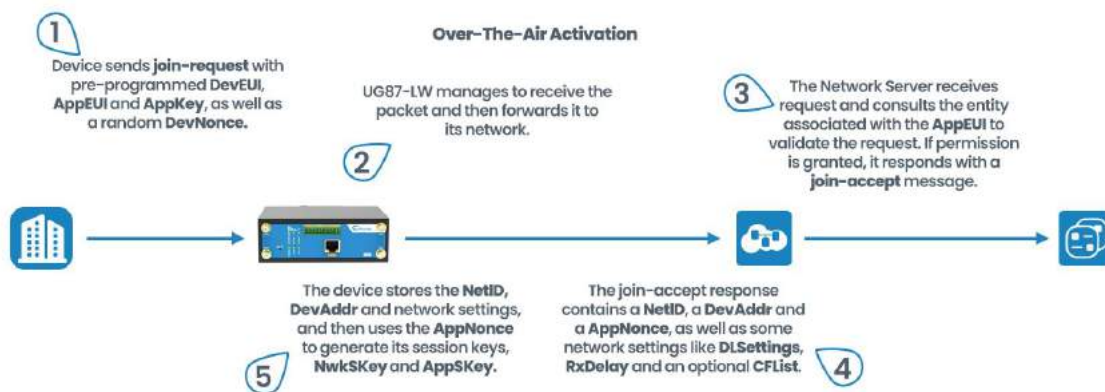 Over-The-Air Activation
1
Device sends join-request with
pre-programmed DevEUI,
AppEUI and AppKey, as well as
a random DevNonce.
UG87-LW manages to receive the
packet and then forwards it to
its network.
2
3
The Network Server receives
request and consults the entity
associated with the AppEUI to
validate the request. If permission
is granted, it responds with a
join-accept message.
The join-accept response
contains a NetID, a DevAddr and
a AppNonce, as well as some
network settings like DLSettings,
RxDelay and an optional CFList.
4
The device stores the NetID,
DevAddr and network settings,
and then uses the AppNonce
to generate its session keys,
NwkSKey and AppSKey.
5